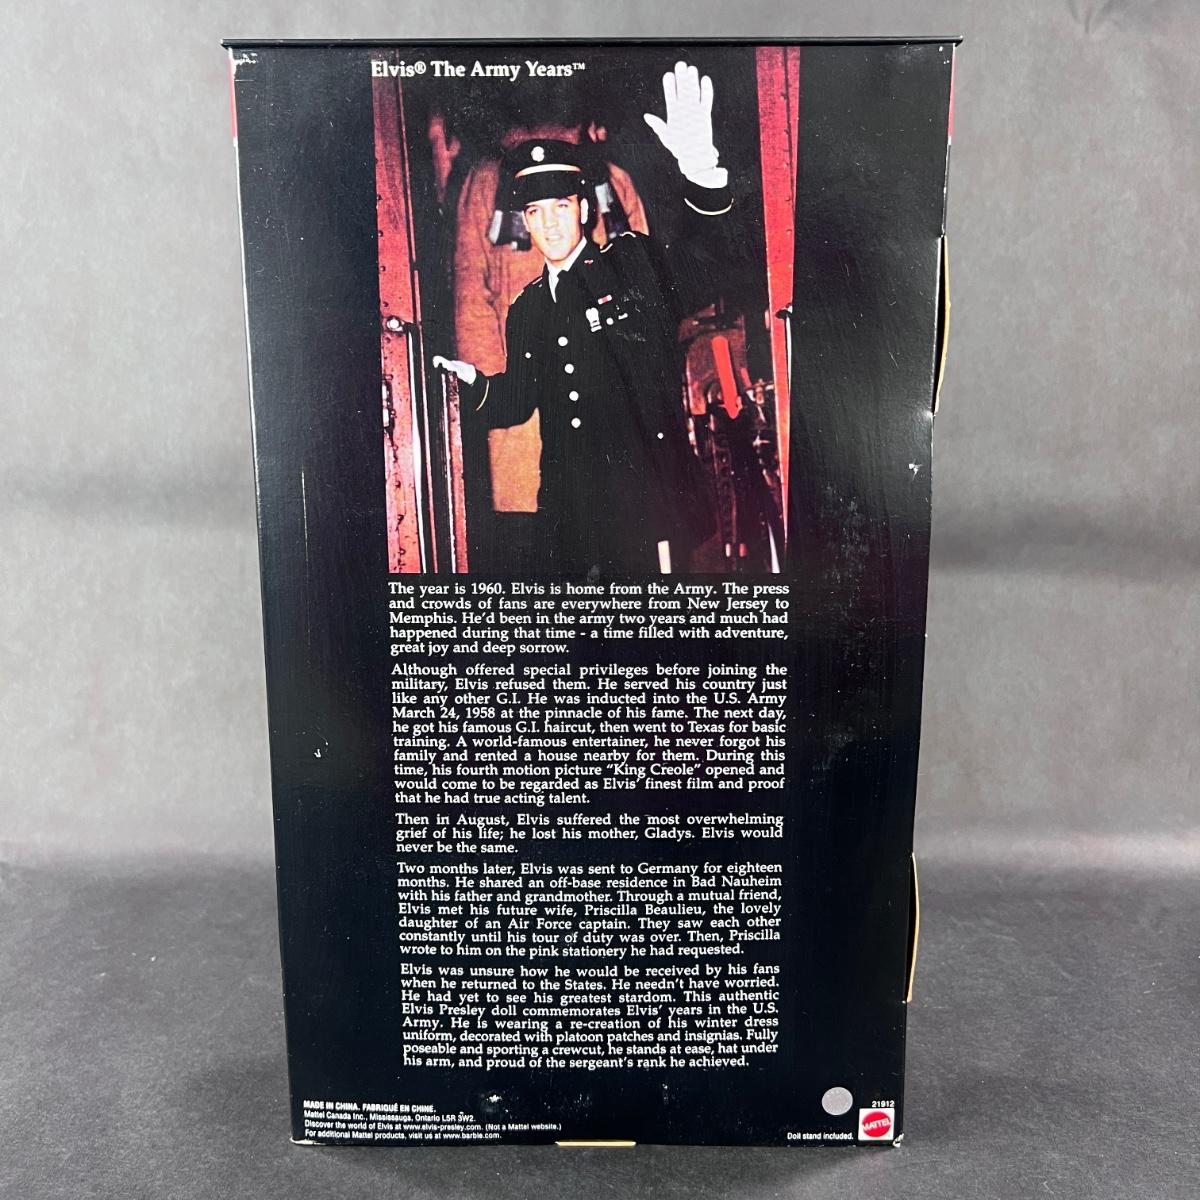 Elvis® The Army Years™
The year is 1960. Elvis is home from the Army. The press
and crowds of fans are everywhere from New Jersey to
Memphis. He'd been in the army two years and much had
happened during that time - a time filled with adventure,
great joy and deep sorrow.
Although offered special privileges before joining the
military, Elvis refused them. He served his country just
like any other G.I. He was inducted into the U.S. Army
March 24, 1958 at the pinnacle of his fame. The next day,
he got his famous G.I. haircut, then went to Texas for basic
training. A world-famous entertainer, he never forgot his
family and rented a house nearby for them. During this
time, his fourth motion picture "King Creole" opened and
would come to be regarded as Elvis' finest film and proof
that he had true acting talent.
Then in August, Elvis suffered the most overwhelming
grief of his life; he lost his mother, Gladys. Elvis would
never be the same.
Two months later, Elvis was sent to Germany for eighteen
months. He shared an off-base residence in Bad Nauheim
with his father and grandmother. Through a mutual friend,
Elvis met his future wife, Priscilla Beaulieu, the lovely
daughter of an Air Force captain. They saw each other
constantly until his tour of duty was over. Then, Priscilla
wrote to him on the pink stationery he had requested.
Elvis was unsure how he would be received by his fans
when he returned to the States. He needn't have worried.
He had yet to see his greatest stardom. This authentic
Elvis Presley doll commemorates Elvis' years in the U.S.
Army. He is wearing a re-creation of his winter dress
uniform, decorated with platoon patches and insignias. Fully
poseable and sporting a crewcut, he stands at ease, hat under
his arm, and proud of the sergeant's rank he achieved.
MADE IN CHINA. FABRIQUÉ EN CHINE.
Mattel Canada Inc., Mississauga, Ontario L5R 3W2.
Discover the world of Elvis at www.elvis-presley.com. (Not a Mattel website.)
For additional Mattel products, visit us at www.barbie.com.
Doll stand included.
21912
MATTEL